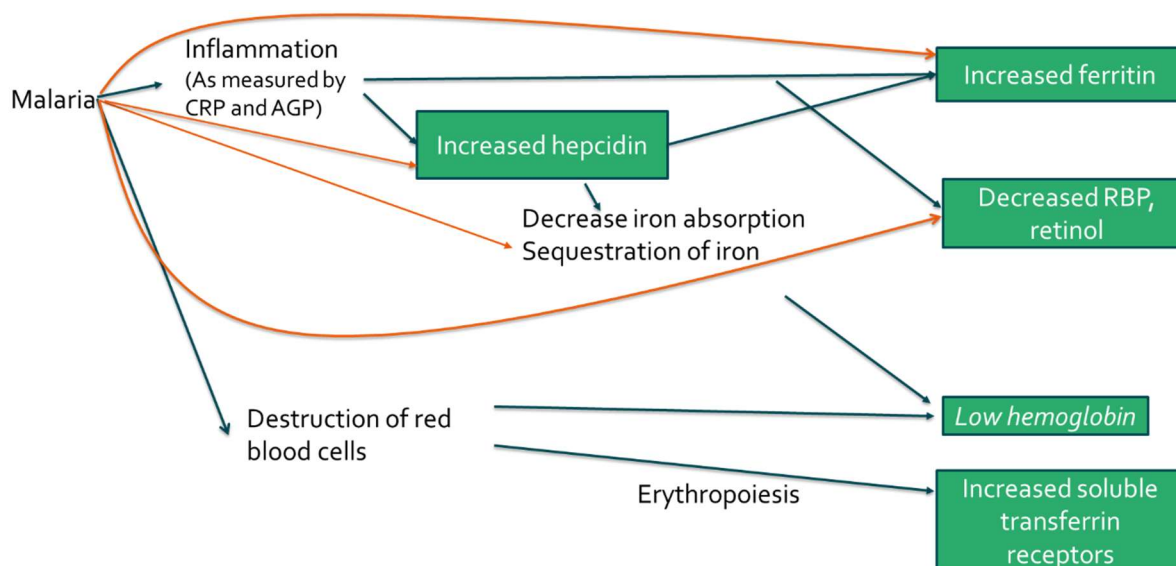 Malaria
Inflammation
(As measured by
CRP and AGP)
Increased hepcidin
Increased ferritin
Decrease iron absorption
Sequestration of iron
Decreased RBP,
retinol
Destruction of red
blood cells
Low hemoglobin
Erythropoiesis
Increased soluble
transferrin
receptors